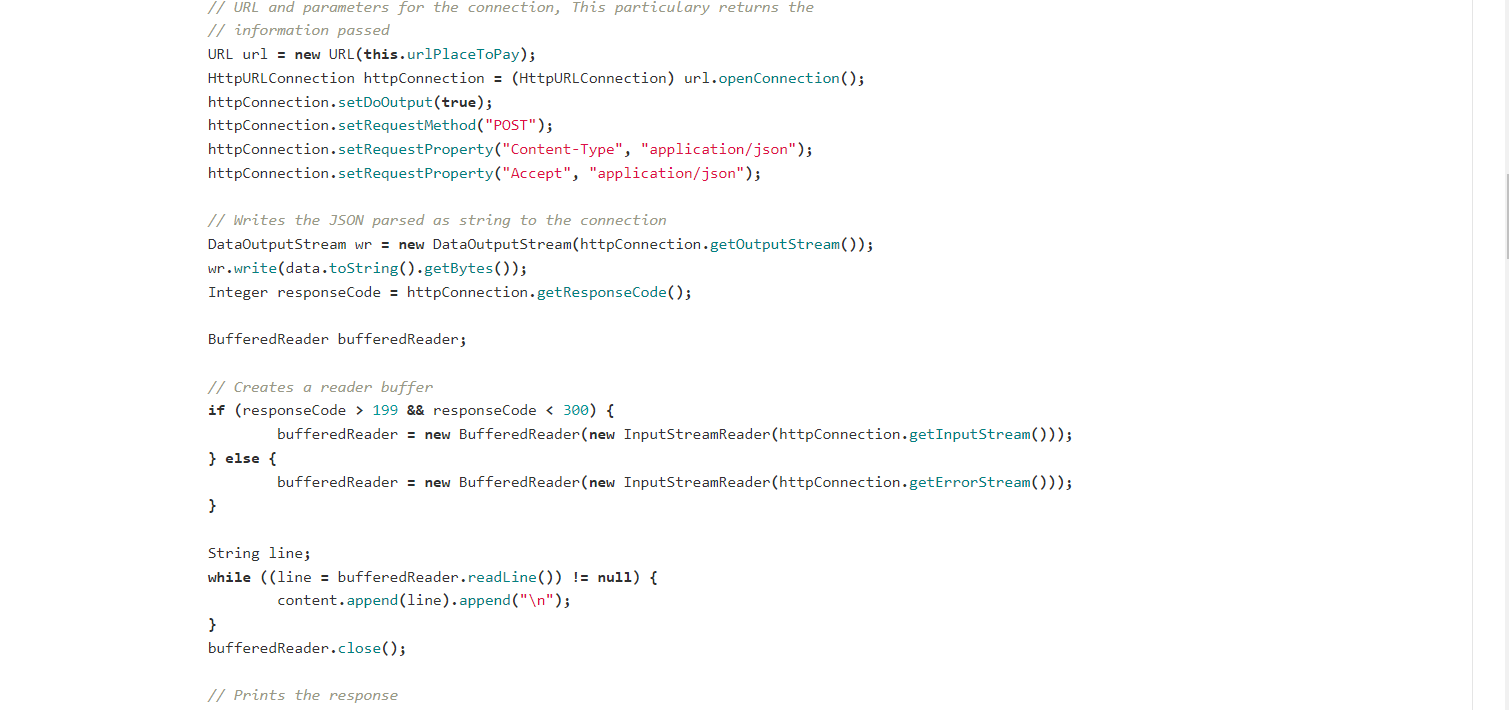 // URL and parameters for the connection, This particulary returns the
// information passed
URL url = new URL(this.urlPlaceToPay);
HttpURLConnection httpConnection = (HttpURLConnection) url.openConnection();
httpConnection.setDoOutput(true);
httpConnection.setRequestMethod("POST");
httpConnection.setRequestProperty("Content-Type", "application/json");
httpConnection.setRequestProperty("Accept", "application/json");
// Writes the JSON parsed as string to the connection
DataOutputStream wr = new DataOutputStream(httpConnection.getOutputStream());
wr.write(data.toString().getBytes());
Integer responseCode = httpConnection.getResponseCode();
BufferedReader bufferedReader;
// Creates a reader buffer
if (responseCode > 199 && responseCode < 300) {
bufferedReader = new BufferedReader(new InputStreamReader(httpConnection.getInputStream()));
} else {
bufferedReader = new BufferedReader(new InputStreamReader(httpConnection.getErrorStream()));
}
String line;
while ((line = bufferedReader.readLine()) != null) {
content.append(line).append("\n");
}
bufferedReader.close();
// Prints the response